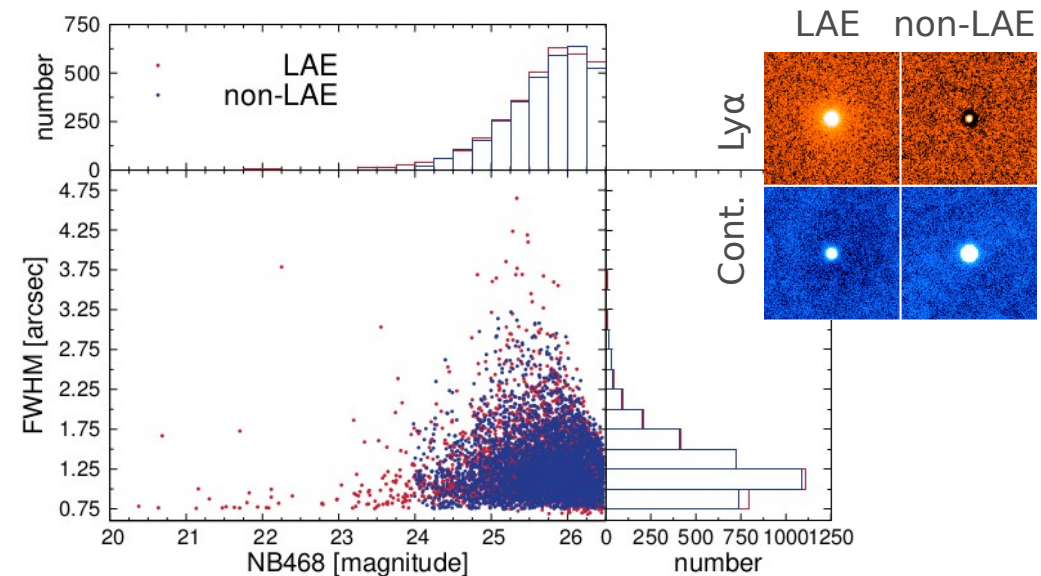 LAE non-LAE
750
500
250
0
number
LAE
non-LAE
Lyα
Cont.
4.75
4.25
3.75
3.25
2.75
2.25
1.75
1.25
0.75
FWHM [arcsec]
20 21 22 23 24 25 26
NB468 [magnitude]
0 250 500 750 1000 1250
number